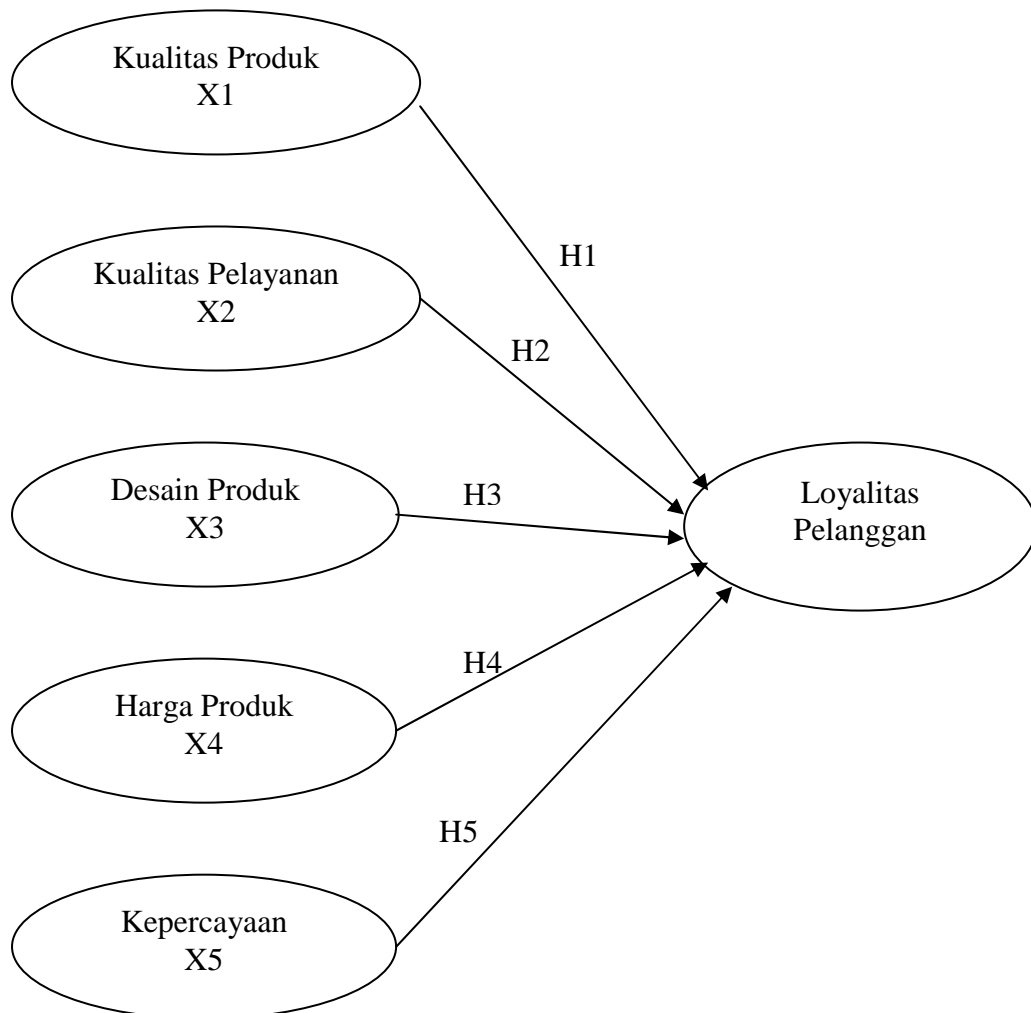 Kualitas Produk
X1
H1
Kualitas Pelayanan
X2
H2
Desain Produk
X3
H3
Loyalitas
Pelanggan
Harga Produk
X4
H4
H5
Kepercayaan
X5